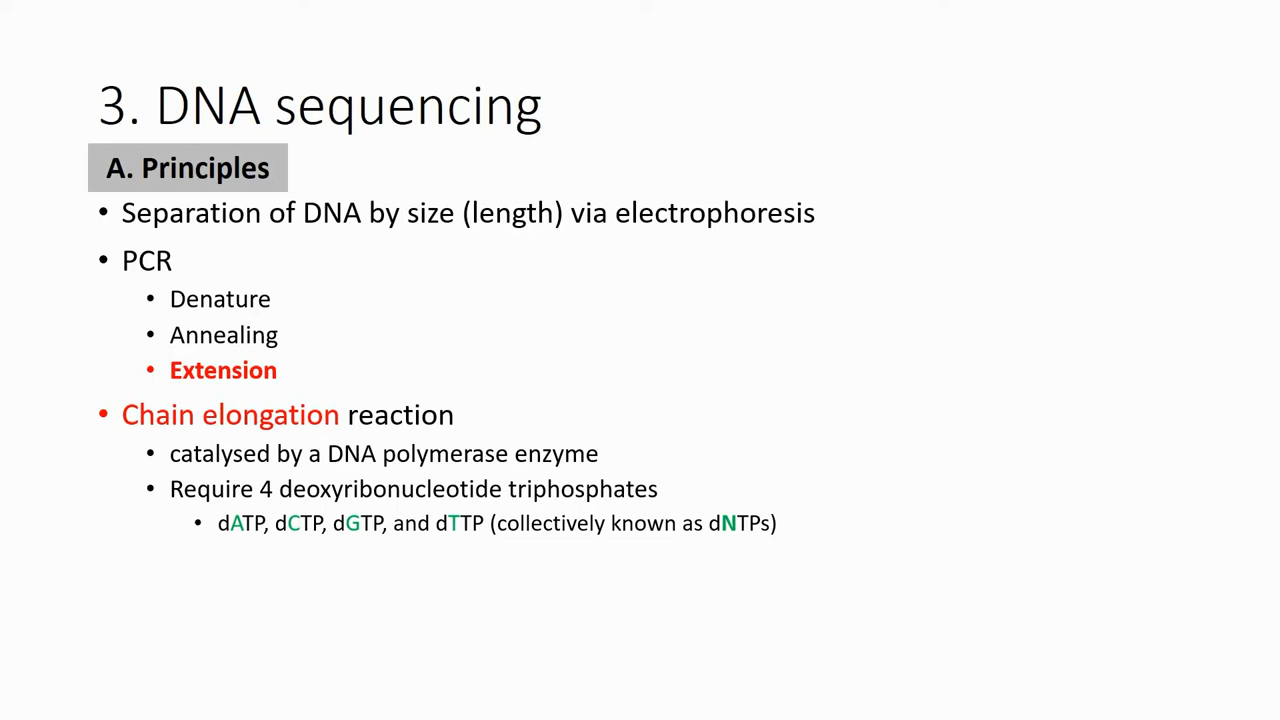 3. DNA sequencing
A. Principles
• Separation of DNA by size (length) via electrophoresis
• PCR
• Denature
• Annealing
• Extension
• Chain elongation reaction
• catalysed by a DNA polymerase enzyme
• Require 4 deoxyribonucleotide triphosphates
• dATP, dCTP, dGTP, and dTTP (collectively known as dNTPs)